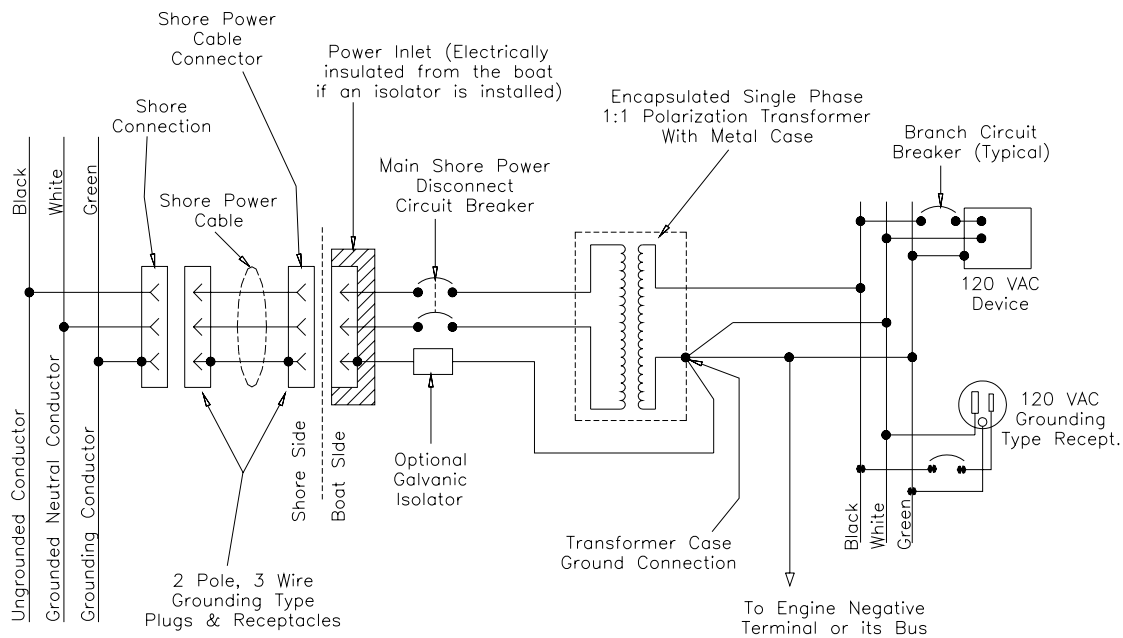 Shore Power
Cable
Connector
Power Inlet (Electrically
insulated from the boat
if an isolator is installed)
Shore
Connection
Encapsulated Single Phase
1:1 Polarization Transformer
With Metal Case
Branch Circuit
Breaker (Typical)
Main Shore Power
Disconnect
Circuit Breaker
Black
White
Green
Shore Power
Cable
120 VAC
Device
120 VAC
Grounding
Type Recept.
Ungrounded Conductor
Grounded Neutral Conductor
Grounding Conductor
Shore Side
Boat SIde
Optional
Galvanic
Isolator
Black
White
Green
Transformer Case
Ground Connection
2 Pole, 3 Wire
Grounding Type
Plugs & Receptacles
To Engine Negative
Terminal or its Bus